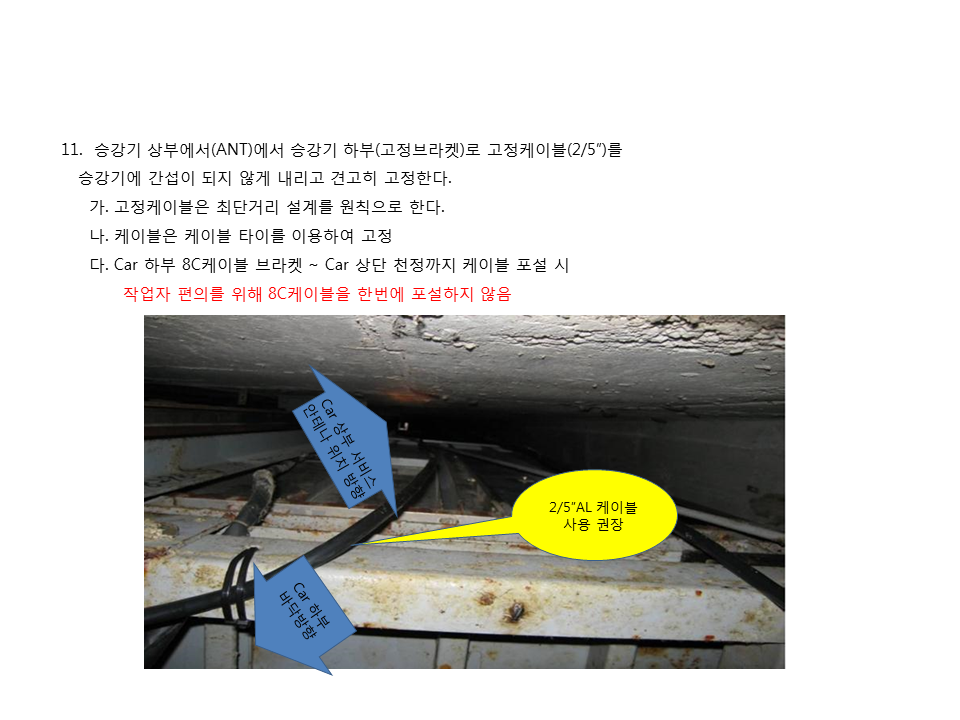 11. 승강기 상부에서(ANT)에서 승강기 하부(고정브라켓)로 고정케이블(2/5")를
승강기에 간섭이 되지 않게 내리고 견고히 고정한다.
가. 고정케이블은 최단거리 설계를 원칙으로 한다.
나. 케이블은 케이블 타이를 이용하여 고정
다. Car 하부 8C케이블 브라켓 ~ Car 상단 천정까지 케이블 포설 시
작업자 편의를 위해 8C케이블을 한번에 포설하지 않음
Car 상부 서비스
안테나 위치 방향
2/5"AL 케이블
사용 권장
Car 하부
바닥방향